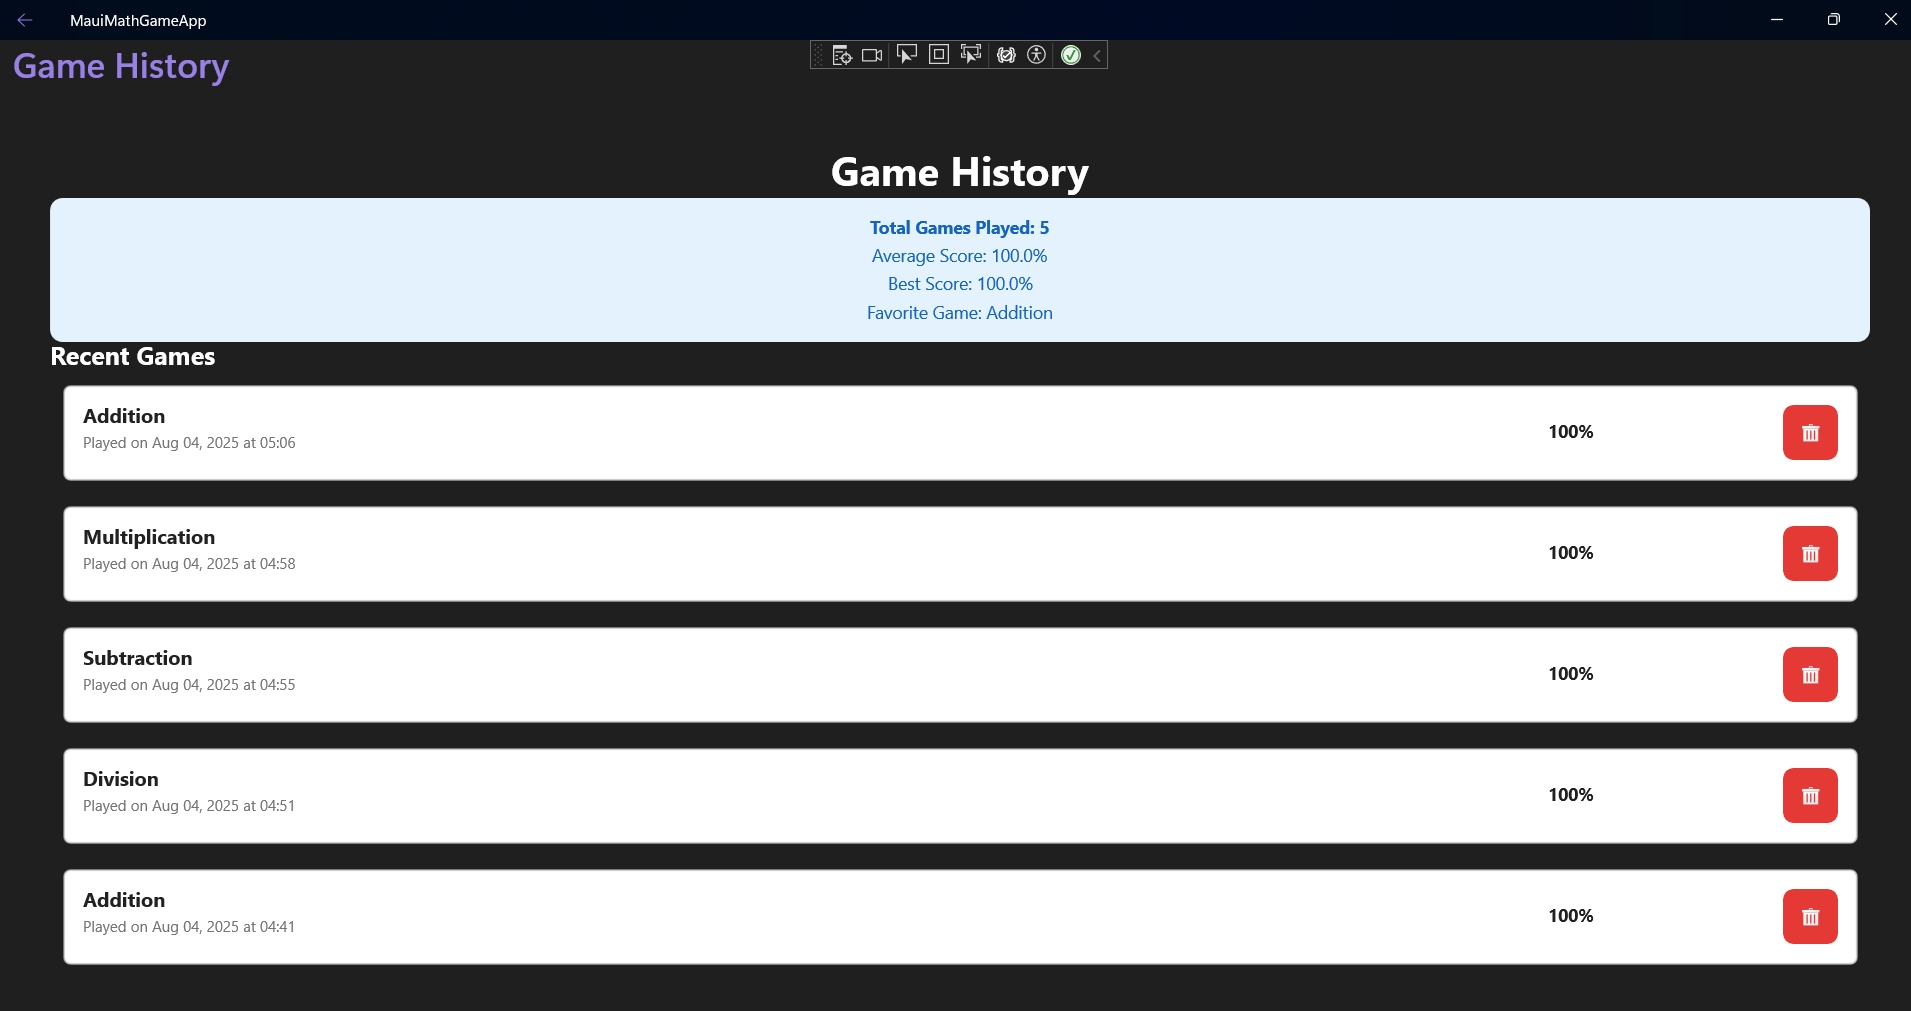 MauiMathGameApp
Game History
Game History
Total Games Played: 5
Average Score: 100.0%
Best Score: 100.0%
Favorite Game: Addition
Recent Games
Addition
Played on Aug 04, 2025 at 05:06
100%
Multiplication
Played on Aug 04, 2025 at 04:58
100%
Subtraction
Played on Aug 04, 2025 at 04:55
100%
Division
Played on Aug 04, 2025 at 04:51
100%
Addition
Played on Aug 04, 2025 at 04:41
100%